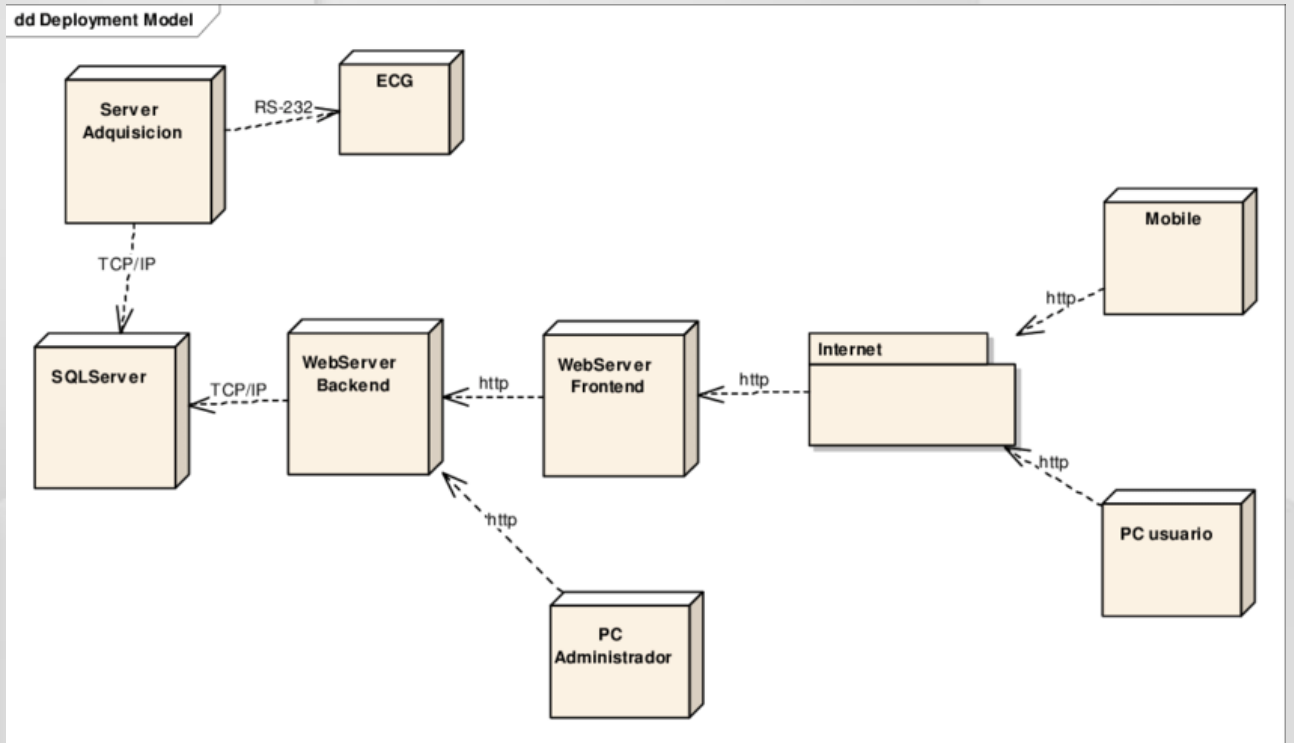 dd Deployment Model
Server
Adquisicion
RS-232
ECG
TCP/IP
Mobile
http
SQLServer
TCP/IP
WebServer
Backend
http
WebServer
Frontend
http
Internet
http
PC usuario
http
PC
Administrador